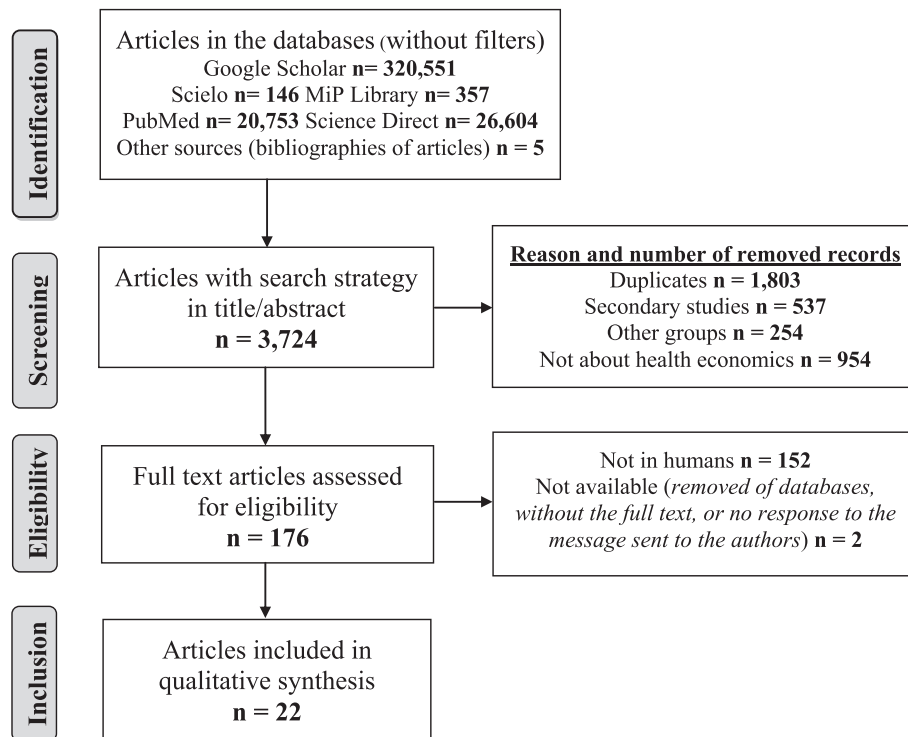 Identification
Articles in the databases (without filters)
Google Scholar n= 320,551
Scielo n= 146 MiP Library n= 357
PubMed n= 20,753 Science Direct n= 26,604
Other sources (bibliographies of articles) n = 5
Screening
Articles with search strategy
in title/abstract
n = 3,724
Reason and number of removed records
Duplicates n = 1,803
Secondary studies n = 537
Other groups n = 254
Not about health economics n = 954
Eligibility
Full text articles assessed
for eligibility
n = 176
Not in humans n = 152
Not available (removed of databases,
without the full text, or no response to the
message sent to the authors) n = 2
Inclusion
Articles included in
qualitative synthesis
n = 22